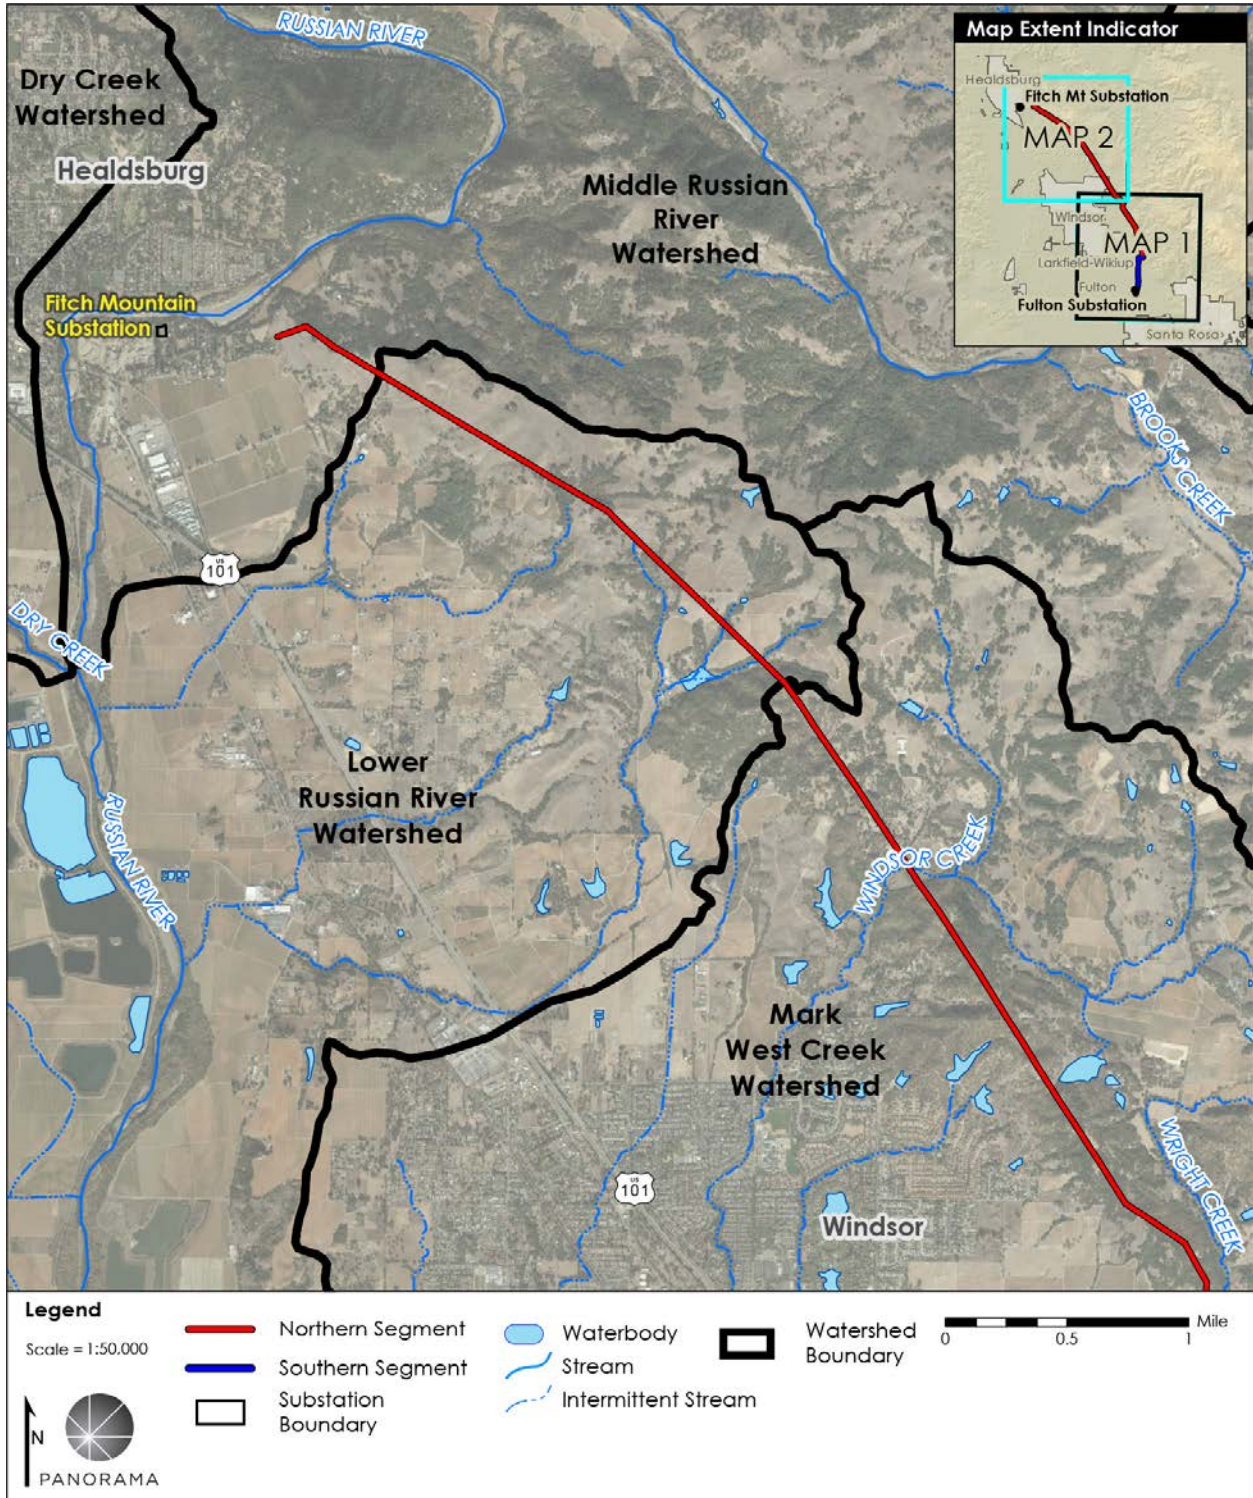 RUSSIAN RIVER
Map Extent Indicator
Healdsburg
Fitch Mt Substation
MAP 2
Windsor
MAP 1
Larkfield-Wikiup
Fulton
Fulton Substation
Santa Rosa
Dry Creek
Watershed
Healdsburg
Middle Russian
River
Watershed
Fitch Mountain
Substation
BROOKS CREEK
US
101
DRY CREEK
Lower
Russian River
Watershed
RUSSIAN RIVER
WINDSOR CREEK
Mark
West Creek
Watershed
WRIGHT CREEK
US
101
Windsor
Legend
Scale = 1:50,000
Northern Segment
Southern Segment
Substation
Boundary
Waterbody
Stream
Intermittent Stream
Watershed
Boundary
Mile
0 0.5 1
N
PANORAMA